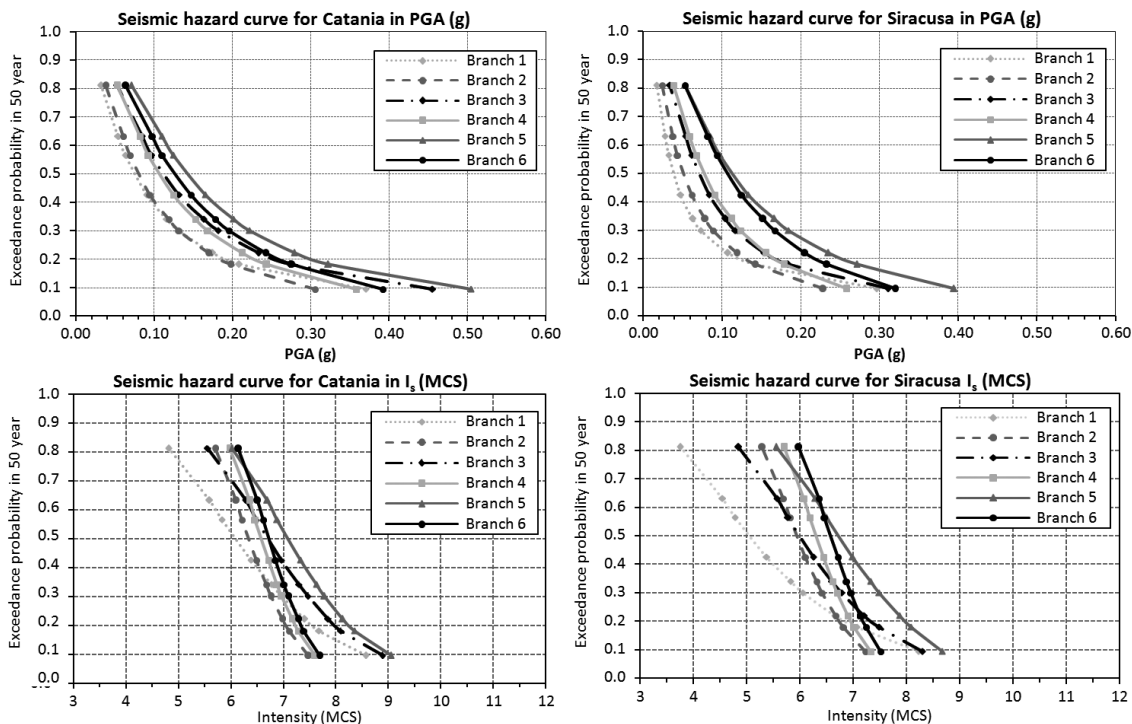 Seismic hazard curve for Catania in PGA (g)
Exceedance probability in 50 year
1.0
0.9
0.8
0.7
0.6
0.5
0.4
0.3
0.2
0.1
0.0
Branch 1
Branch 2
Branch 3
Branch 4
Branch 5
Branch 6
0.00 0.10 0.20 0.30 0.40 0.50 0.60
PGA (g)
Seismic hazard curve for Siracusa in PGA (g)
Exceedance probability in 50 year
1.0
0.9
0.8
0.7
0.6
0.5
0.4
0.3
0.2
0.1
0.0
Branch 1
Branch 2
Branch 3
Branch 4
Branch 5
Branch 6
0.00 0.10 0.20 0.30 0.40 0.50 0.60
PGA (g)
Seismic hazard curve for Catania in Is (MCS)
Exceedance probability in 50 year
1.0
0.9
0.8
0.7
0.6
0.5
0.4
0.3
0.2
0.1
Branch 1
Branch 2
Branch 3
Branch 4
Branch 5
Branch 6
3 4 5 6 7 8 9 10 11 12
Intensity (MCS)
Seismic hazard curve for Siracusa Is (MCS)
Exceedance probability in 50 year
1.0
0.9
0.8
0.7
0.6
0.5
0.4
0.3
0.2
0.1
0.0
Branch 1
Branch 2
Branch 3
Branch 4
Branch 5
Branch 6
3 4 5 6 7 8 9 10 11 12
Intensity (MCS)